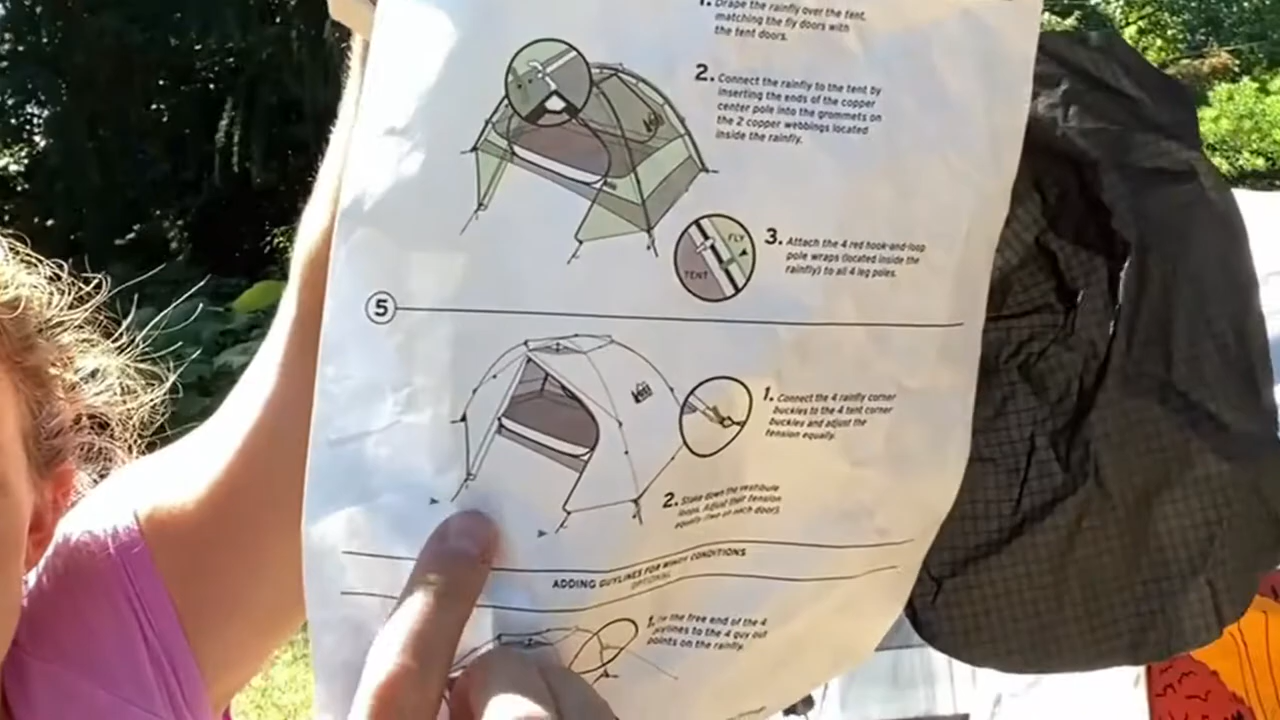 1. Drape the rainfly over the tent,
matching the fly doors with
the tent doors.
2. Connect the rainfly to the tent by
inserting the ends of the copper
center pole into the grommets on
the 2 copper webbings located
inside the rainfly.
REI
FLY
TENT
3. Attach the 4 red hook-and-loop
pole wraps (located inside the
rainfly) to all 4 leg poles.
5
REI
1. Connect the 4 rainfly corner
buckles to the 4 tent corner
buckles and adjust the
tension equally.
2. Stake down the vestibule
loops. Adjust their tension
equally (two on each door).
ADDING GUYLINES FOR WINDY CONDITIONS
OPTIONAL
1. the free end of the 4
guylines to the 4 guy out
points on the rainfly.